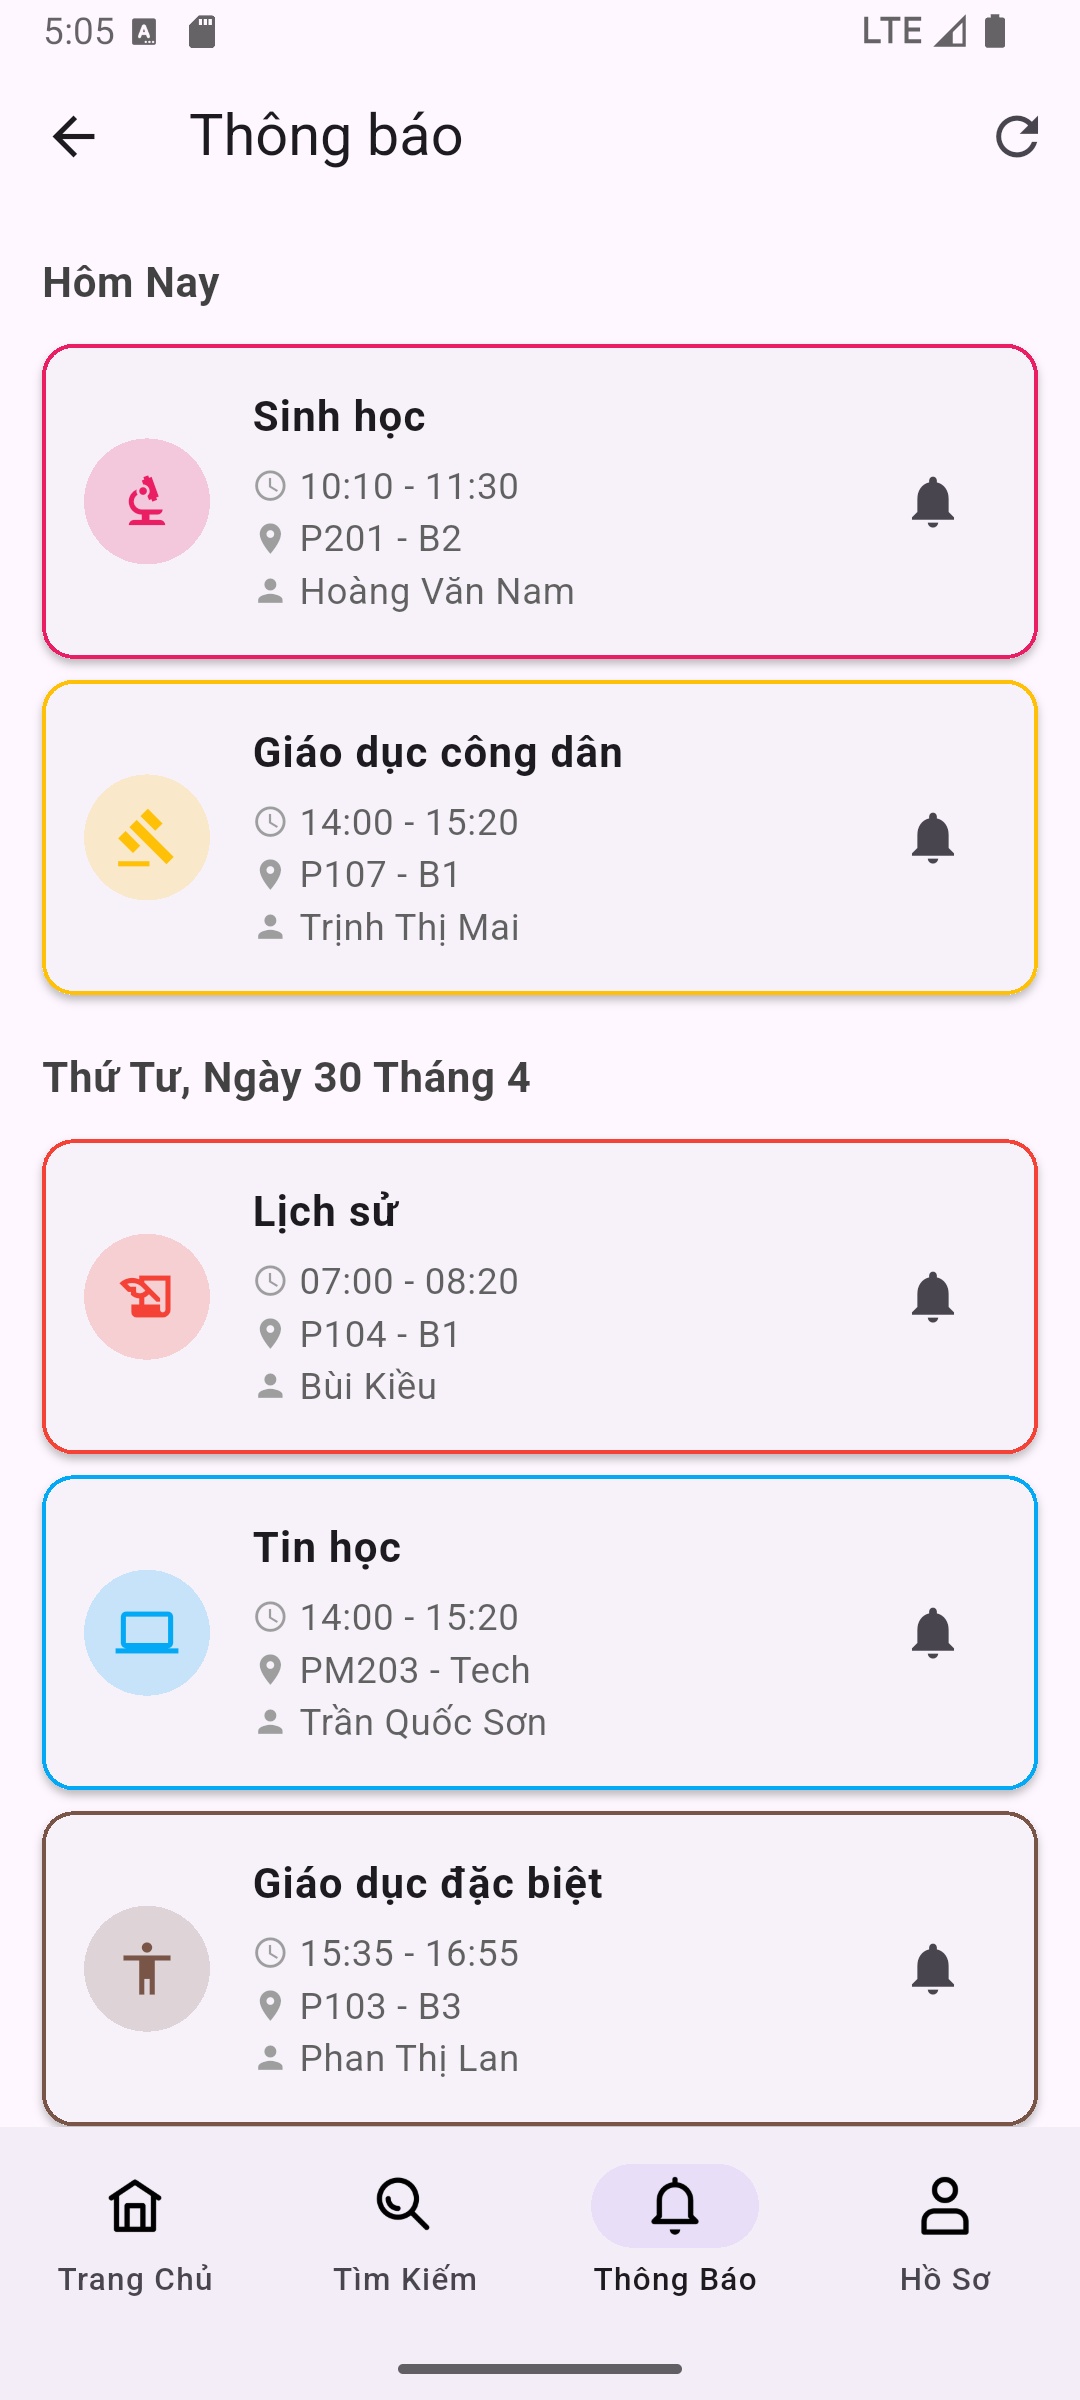 5:05
LTE
Thông báo
Hôm Nay
Sinh học
10:10 - 11:30
P201 - B2
Hoàng Văn Nam
Giáo dục công dân
14:00 - 15:20
P107 - B1
Trịnh Thị Mai
Thứ Tư, Ngày 30 Tháng 4
Lịch sử
07:00 - 08:20
P104 - B1
Bùi Kiều
Tin học
14:00 - 15:20
PM203 - Tech
Trần Quốc Sơn
Giáo dục đặc biệt
15:35 - 16:55
P103 - B3
Phan Thị Lan
Trang Chủ
Tìm Kiếm
Thông Báo
Hồ Sơ